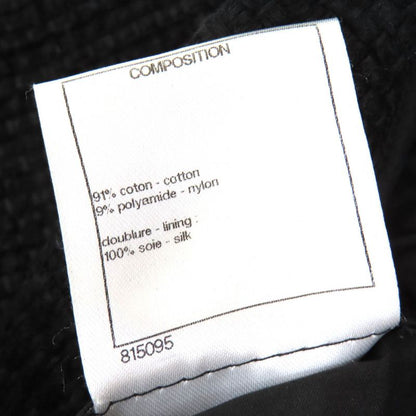 COMPOSITION
91% coton - cotton
9% polyamide - nylon
doublure - lining :
100% soie - silk
815095